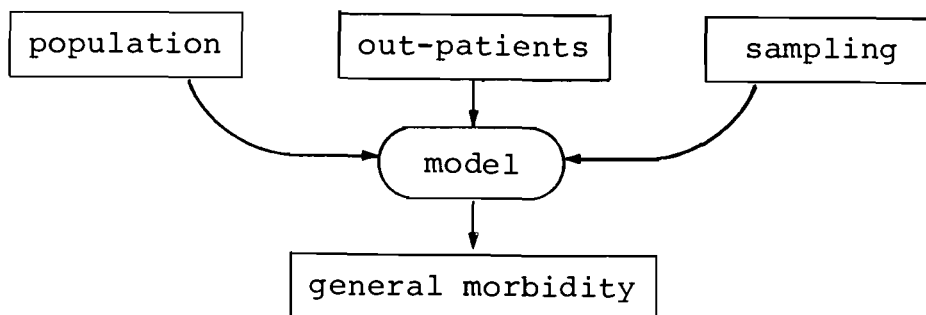 population
out-patients
sampling
model
general morbidity